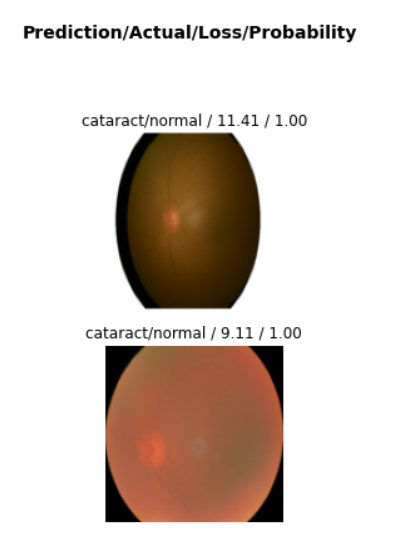 Prediction/Actual/Loss/Probability
cataract/normal / 11.41 / 1.00
cataract/normal / 9.11 / 1.00